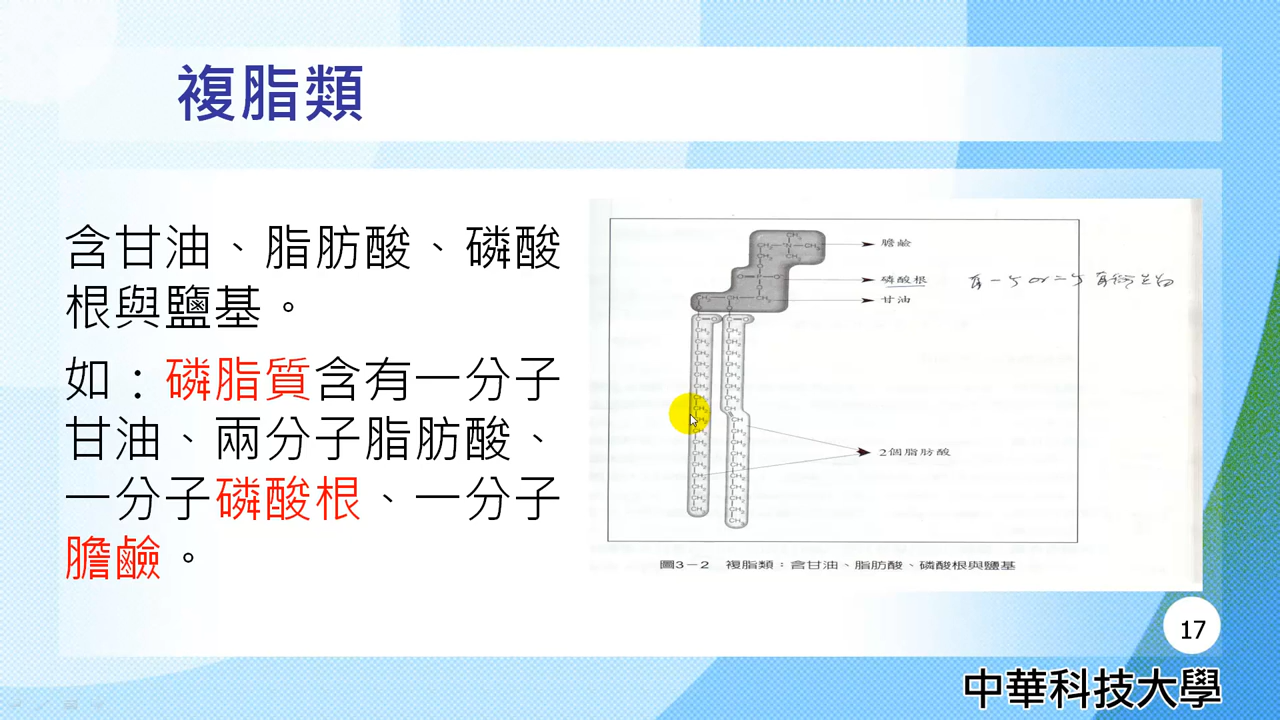 複脂類
含甘油、脂肪酸、磷酸
根與鹽基。
如：磷脂質含有一分子
甘油、兩分子脂肪酸、
一分子磷酸根、一分子
膽鹼。
膽鹼
磷酸根
甘油
2個脂肪酸
圖3－2 複脂類：含甘油、脂肪酸、磷酸根與鹽基
17
中華科技大學